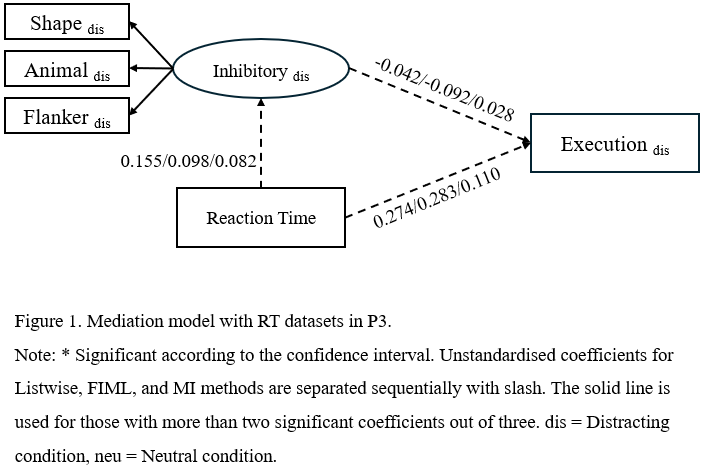 Shape dis
Animal dis
Flanker dis
Inhibitory dis
-0.042/-0.092/0.028
Execution dis
0.155/0.098/0.082
Reaction Time
0.274/0.283/0.110
Figure 1. Mediation model with RT datasets in P3.
Note: * Significant according to the confidence interval. Unstandardised coefficients for
Listwise, FIML, and MI methods are separated sequentially with slash. The solid line is
used for those with more than two significant coefficients out of three. dis = Distracting
condition, neu = Neutral condition.